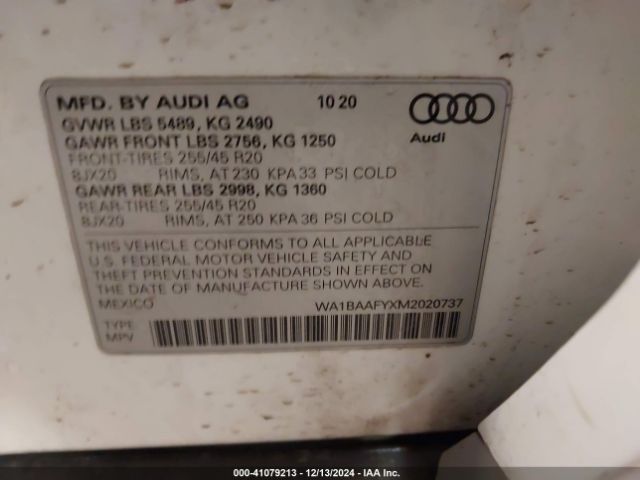 MFD. BY AUDI AG 10 20
GVWR LBS 5489, KG 2490
GAWR FRONT LBS 2756, KG 1250
Audi
FRONT-TIRES 255/45 R20
8JX20 RIMS, AT 230 KPA 33 PSI COLD
GAWR REAR LBS 2998, KG 1360
REAR-TIRES 255/45 R20
8JX20 RIMS, AT 250 KPA 36 PSI COLD
THIS VEHICLE CONFORMS TO ALL APPLICABLE
U.S. FEDERAL MOTOR VEHICLE SAFETY AND
THEFT PREVENTION STANDARDS IN EFFECT ON
THE DATE OF MANUFACTURE SHOWN ABOVE.
MEXICO WA1BAAFYXM2020737
TYPE
MPV
000-41079213 - 12/13/2024 - IAA Inc.